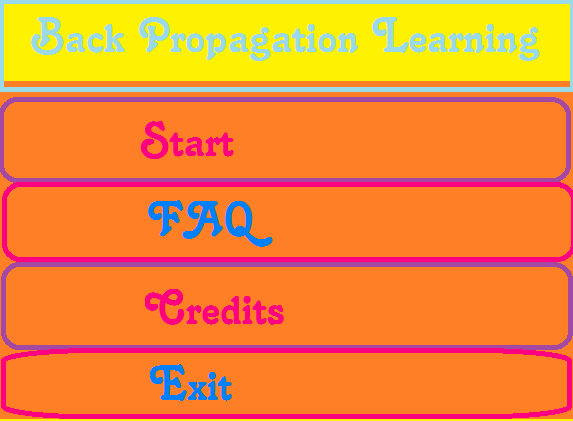 Back Propagation Learning
Start
FAQ
Credits
Exit